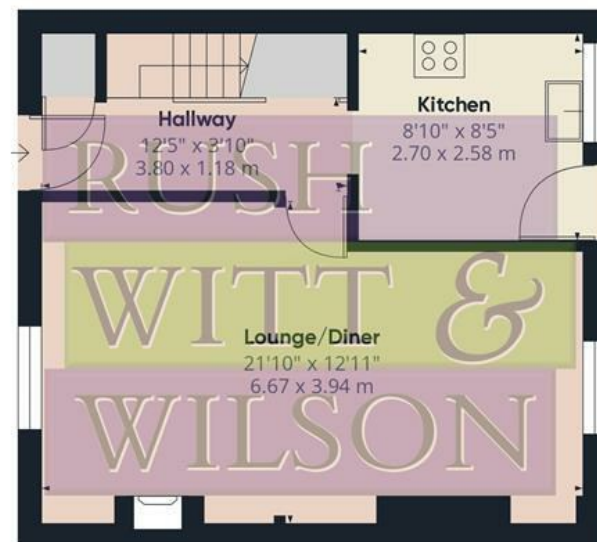 Hallway
12'5" x 3'10"
3.80 x 1.18 m
Kitchen
8'10" x 8'5"
2.70 x 2.58 m
RUSH
WITT &
WILSON
Lounge/Diner
21'10" x 12'11"
6.67 x 3.94 m